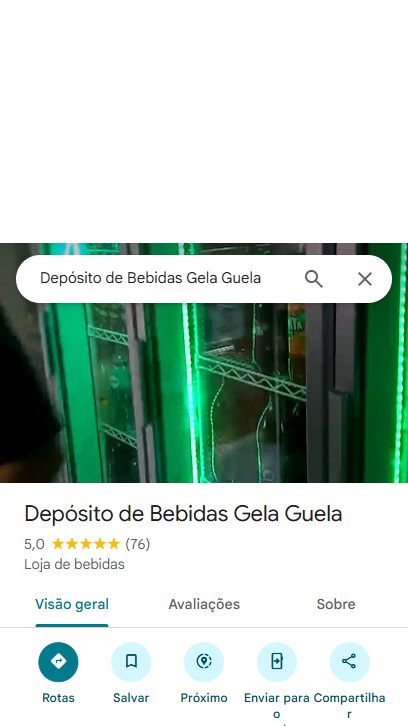 Depósito de Bebidas Gela Guela
Depósito de Bebidas Gela Guela
5,0 (76)
Loja de bebidas
Visão geral Avaliações Sobre
Rotas Salvar Próximo Enviar para o Compartilhar